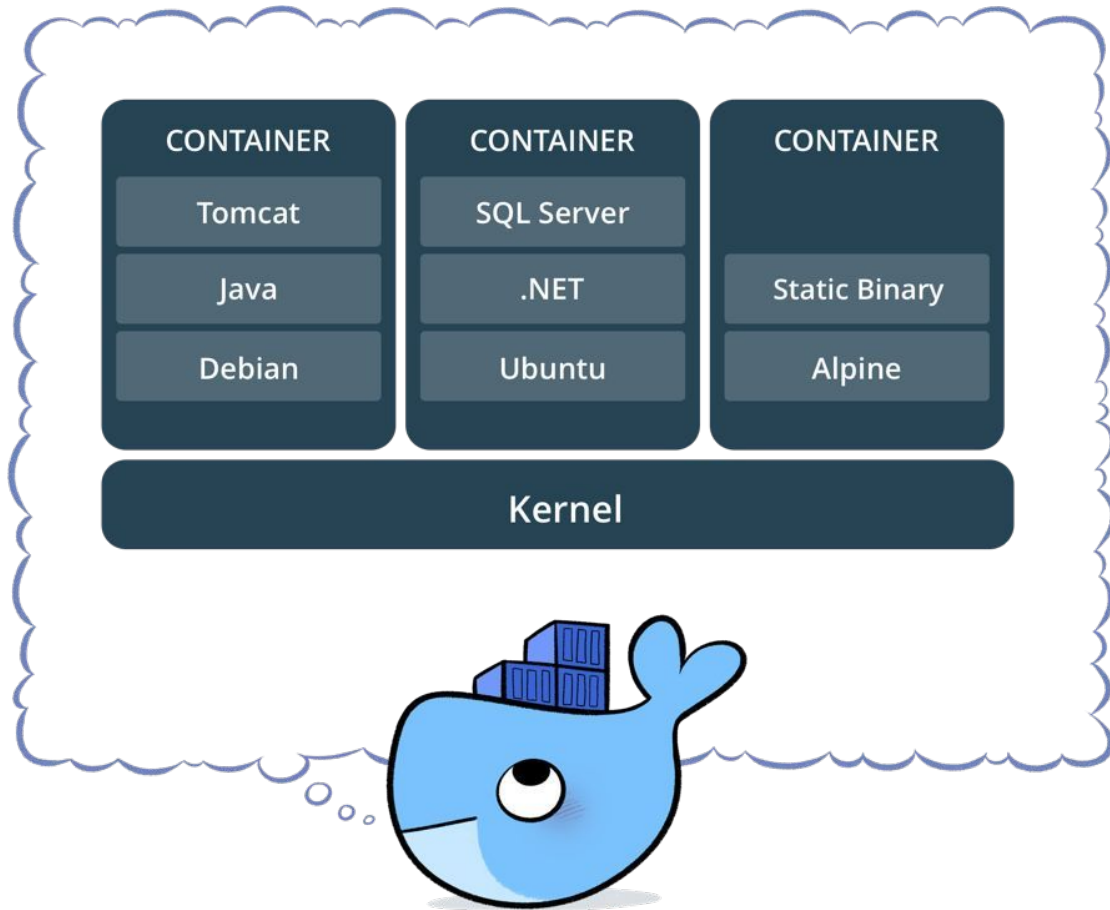 CONTAINER
Tomcat
Java
Debian
CONTAINER
SQL Server
.NET
Ubuntu
CONTAINER
Static Binary
Alpine
Kernel